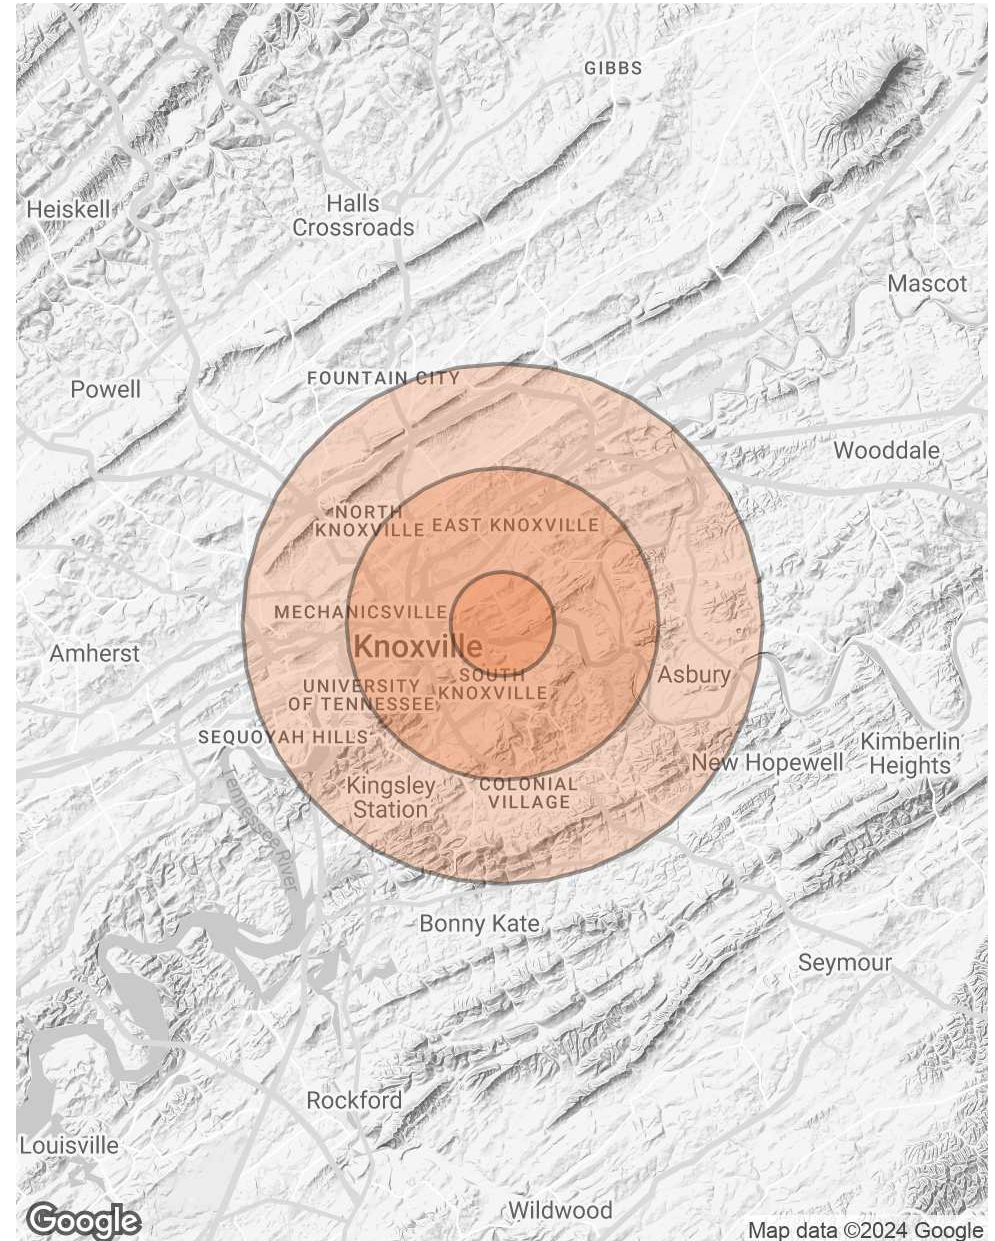 GIBBS
Heiskell
Halls
Crossroads
Mascot
FOUNTAIN CITY
Powell
Wooddale
NORTH
KNOXVILLE
EAST KNOXVILLE
MECHANICSVILLE
Knoxville
Amherst
SOUTH
KNOXVILLE
Asbury
UNIVERSITY
OF TENNESSEE
SEQUOYAH HILLS
Kimberlin
Heights
New Hopewell
Kingsley
Station
COLONIAL
VILLAGE
Tennessee River
Bonny Kate
Seymour
Rockford
Louisville
Wildwood
Google
Map data ©2024 Google